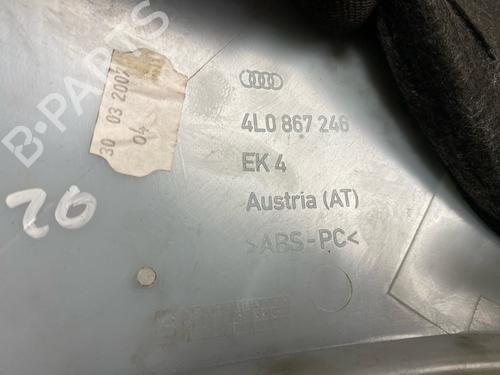 B-PARTS
30 03 2007
04
4L0 867 246
EK 4
Austria (AT)
>ABS-PC<
20